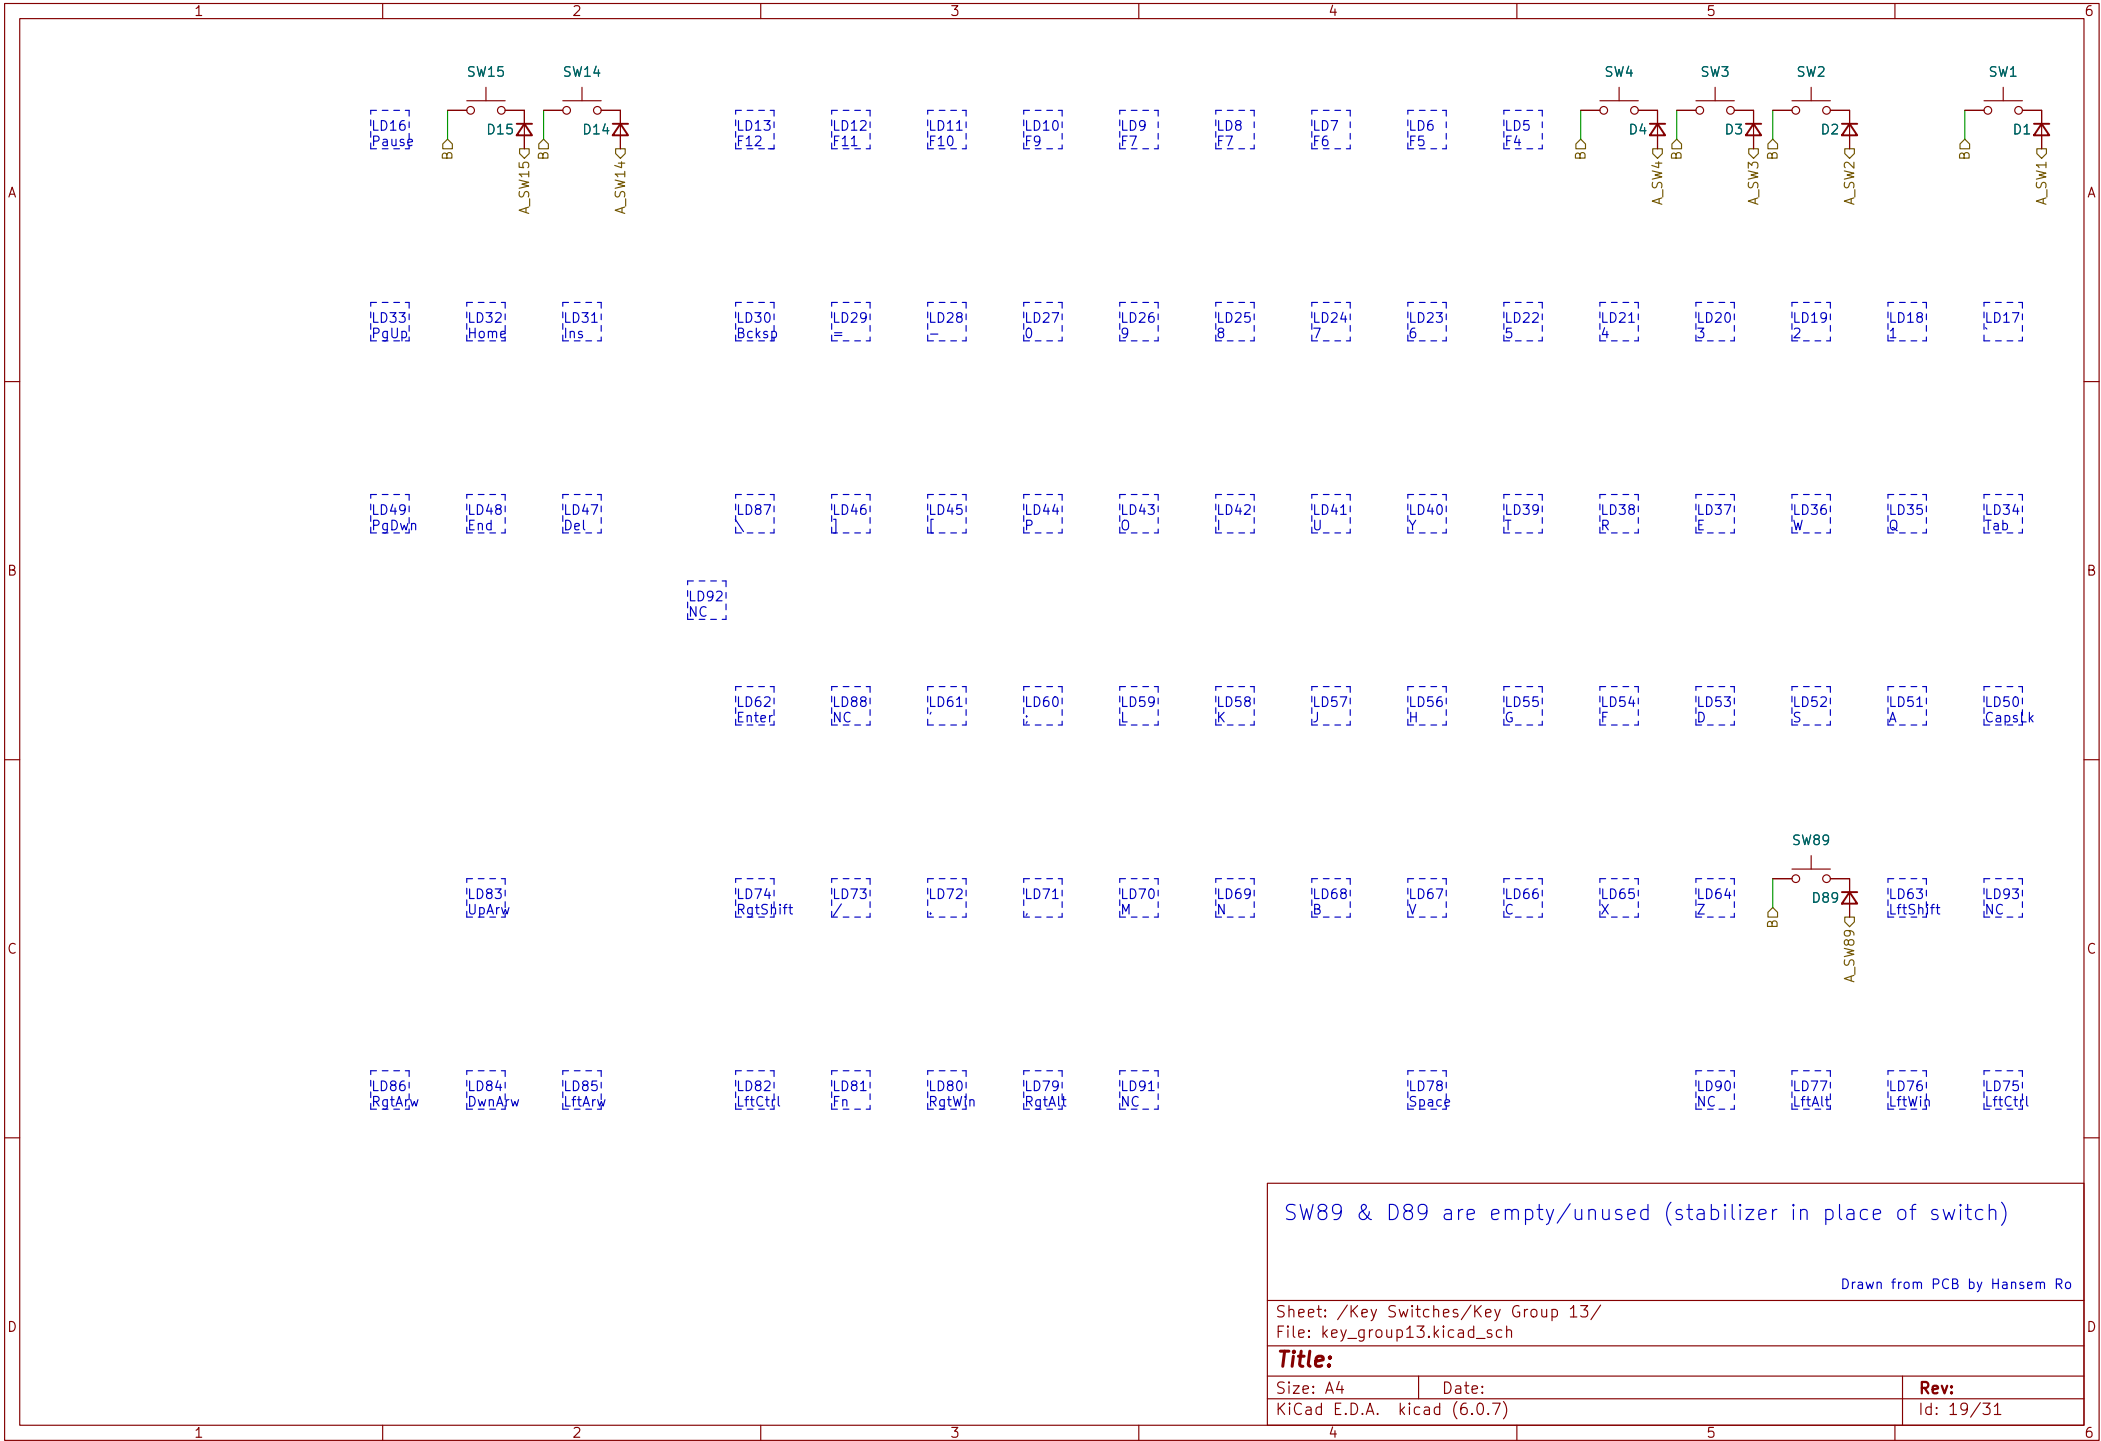 1 2 3 4 5 6
SW15 SW14 SW4 SW3 SW2 SW1
LD16 D15 D14 LD13 LD12 LD11 LD10 LD9 LD8 LD7 LD6 LD5 D4 D3 D2 D1
Pause F12 F11 F10 F9 F7 F7 F6 F5 F4
B B B B B B
A_SW15 A_SW14 A_SW4 A_SW3 A_SW2 A_SW1
A A
LD33 LD32 LD31 LD30 LD29 LD28 LD27 LD26 LD25 LD24 LD23 LD22 LD21 LD20 LD19 LD18 LD17
PgUp Home Ins Bcksp = - 0 9 8 7 6 5 4 3 2 1 `
LD49 LD48 LD47 LD87 LD46 LD45 LD44 LD43 LD42 LD41 LD40 LD39 LD38 LD37 LD36 LD35 LD34
PgDwn End Del \ ] [ P O I U Y T R E W Q Tab
B B
LD92
NC
LD62 LD88 LD61 LD60 LD59 LD58 LD57 LD56 LD55 LD54 LD53 LD52 LD51 LD50
Enter NC ' ; L K J H G F D S A CapsLk
SW89
LD83 LD74 LD73 LD72 LD71 LD70 LD69 LD68 LD67 LD66 LD65 LD64 D89 LD63 LD93
UpArw RgtShift / . , M N B V C X Z LftShift NC
B
A_SW89
C C
LD86 LD84 LD85 LD82 LD81 LD80 LD79 LD91 LD78 LD90 LD77 LD76 LD75
RgtArw DwnArw LftArw LftCtrl Fn RgtWin RgtAlt NC Space NC LftAlt LftWin LftCtrl
SW89 & D89 are empty/unused (stabilizer in place of switch)
Drawn from PCB by Hansem Ro
Sheet: /Key Switches/Key Group 13/
File: key_group13.kicad_sch
D D
Title:
Size: A4 Date: Rev:
KiCad E.D.A. kicad (6.0.7) Id: 19/31
1 2 3 4 5 6